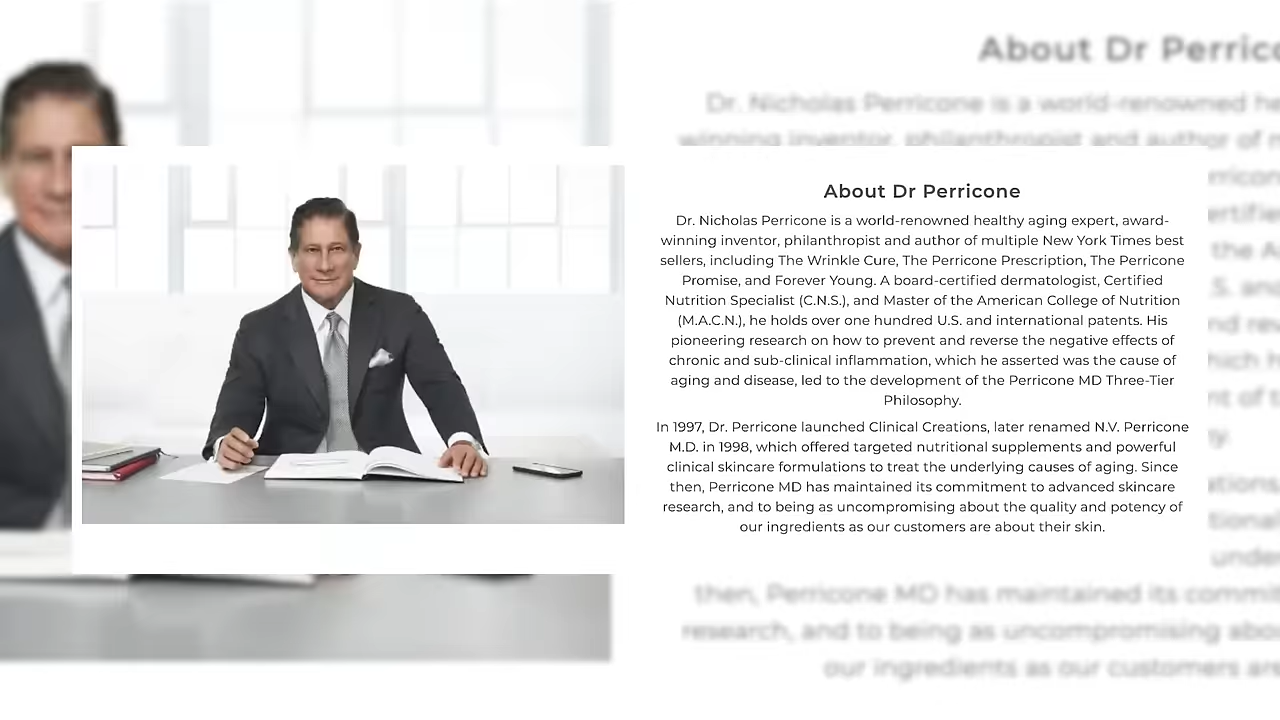 About Dr Perricone
Dr. Nicholas Perricone is a world-renowned healthy aging expert, award-
winning inventor, philanthropist and author of multiple New York Times best
sellers, including The Wrinkle Cure, The Perricone Prescription, The Perricone
Promise, and Forever Young. A board-certified dermatologist, Certified
Nutrition Specialist (C.N.S.), and Master of the American College of Nutrition
(M.A.C.N.), he holds over one hundred U.S. and international patents. His
pioneering research on how to prevent and reverse the negative effects of
chronic and sub-clinical inflammation, which he asserted was the cause of
aging and disease, led to the development of the Perricone MD Three-Tier
Philosophy.
In 1997, Dr. Perricone launched Clinical Creations, later renamed N.V. Perricone
M.D. in 1998, which offered targeted nutritional supplements and powerful
clinical skincare formulations to treat the underlying causes of aging. Since
then, Perricone MD has maintained its commitment to advanced skincare
research, and to being as uncompromising about the quality and potency of
our ingredients as our customers are about their skin.